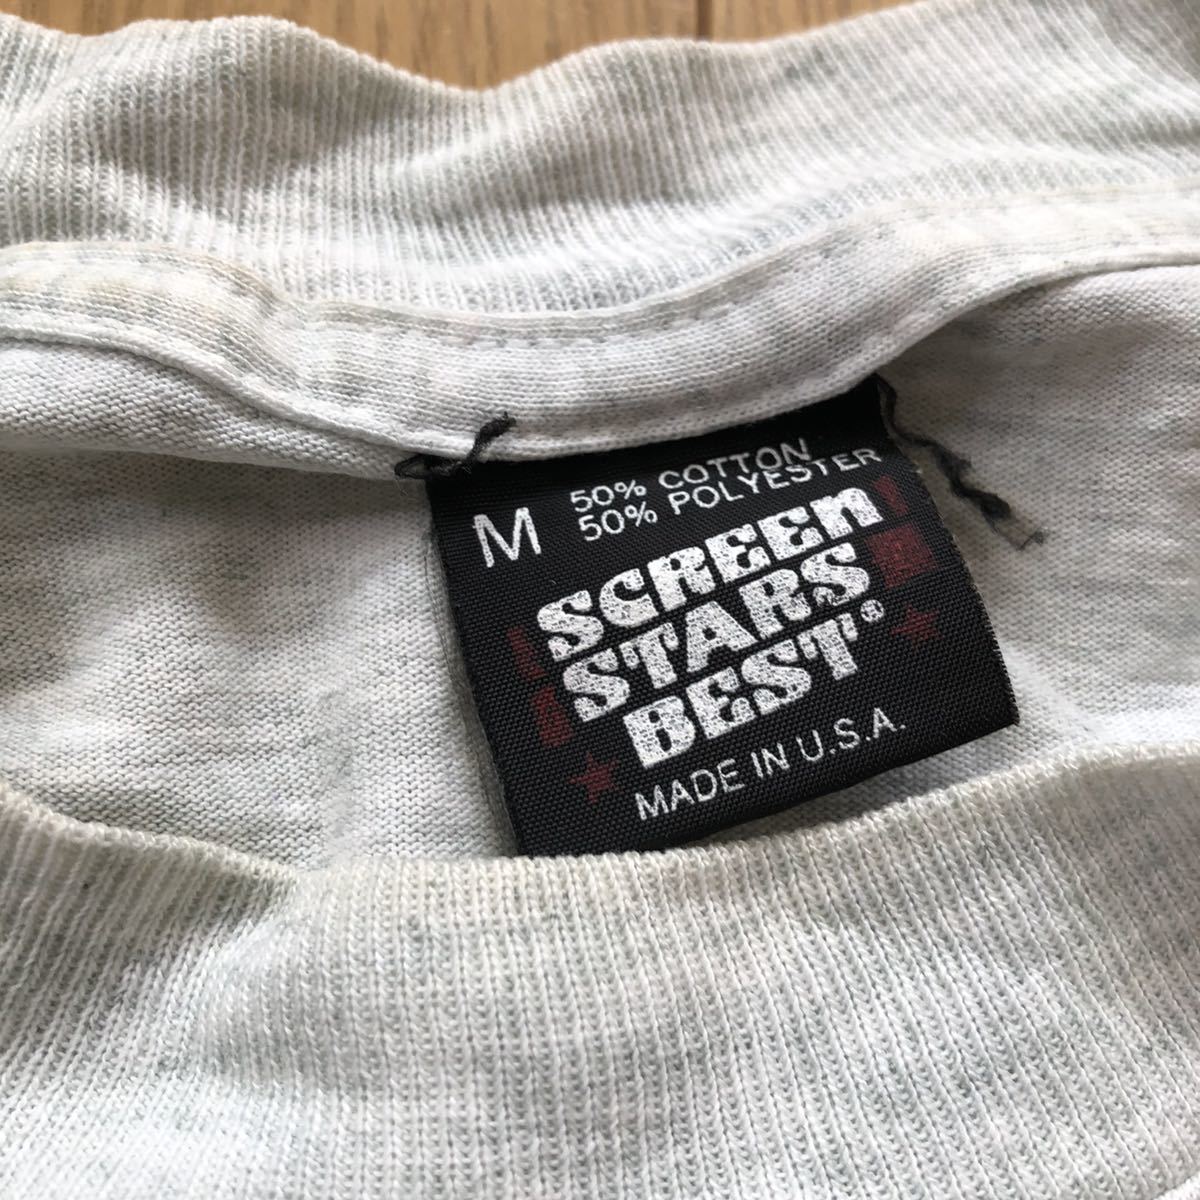 M
50% COTTON
50% POLYESTER
SCREEN
STARS
BEST®
MADE IN U.S.A.